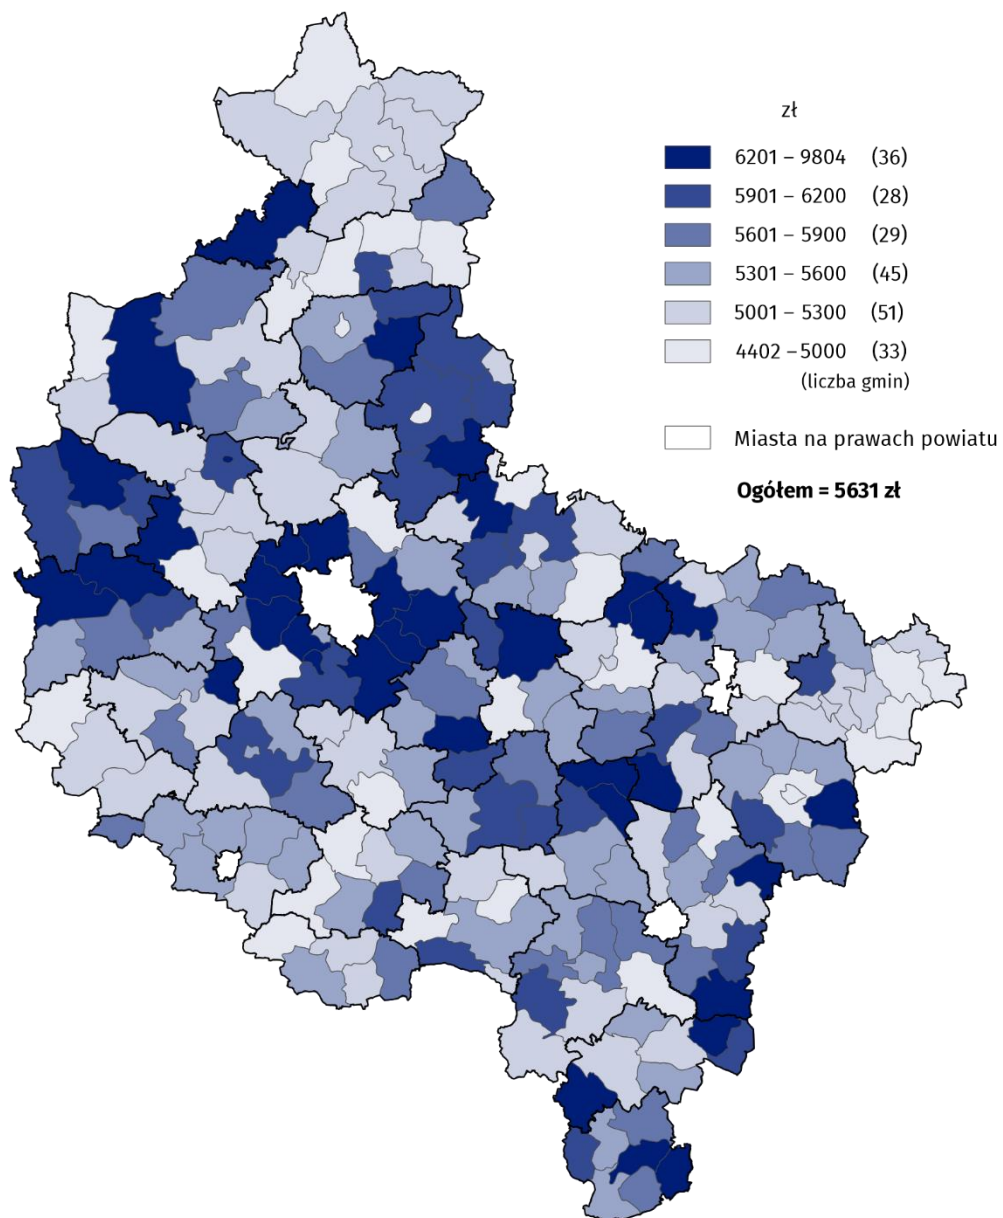 zł
6201 – 9804 (36)
5901 – 6200 (28)
5601 – 5900 (29)
5301 – 5600 (45)
5001 – 5300 (51)
4402 –5000 (33)
(liczba gmin)
Miasta na prawach powiatu
Ogółem = 5631 zł